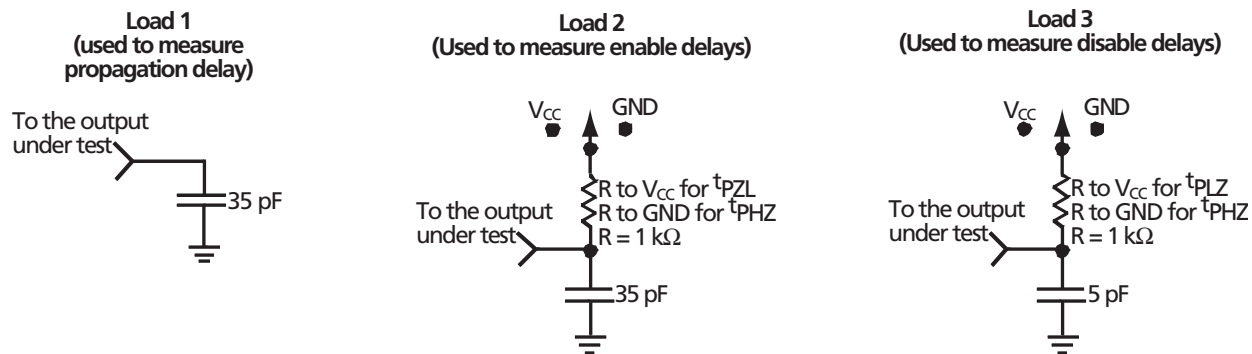 Load 1
(used to measure
propagation delay)
To the output
under test
35 pF
Load 2
(Used to measure enable delays)
VCC GND
R to VCC for tPZL
R to GND for tPHZ
R = 1 kΩ
To the output
under test
35 pF
Load 3
(Used to measure disable delays)
VCC GND
R to VCC for tPLZ
R to GND for tPHZ
R = 1 kΩ
To the output
under test
5 pF